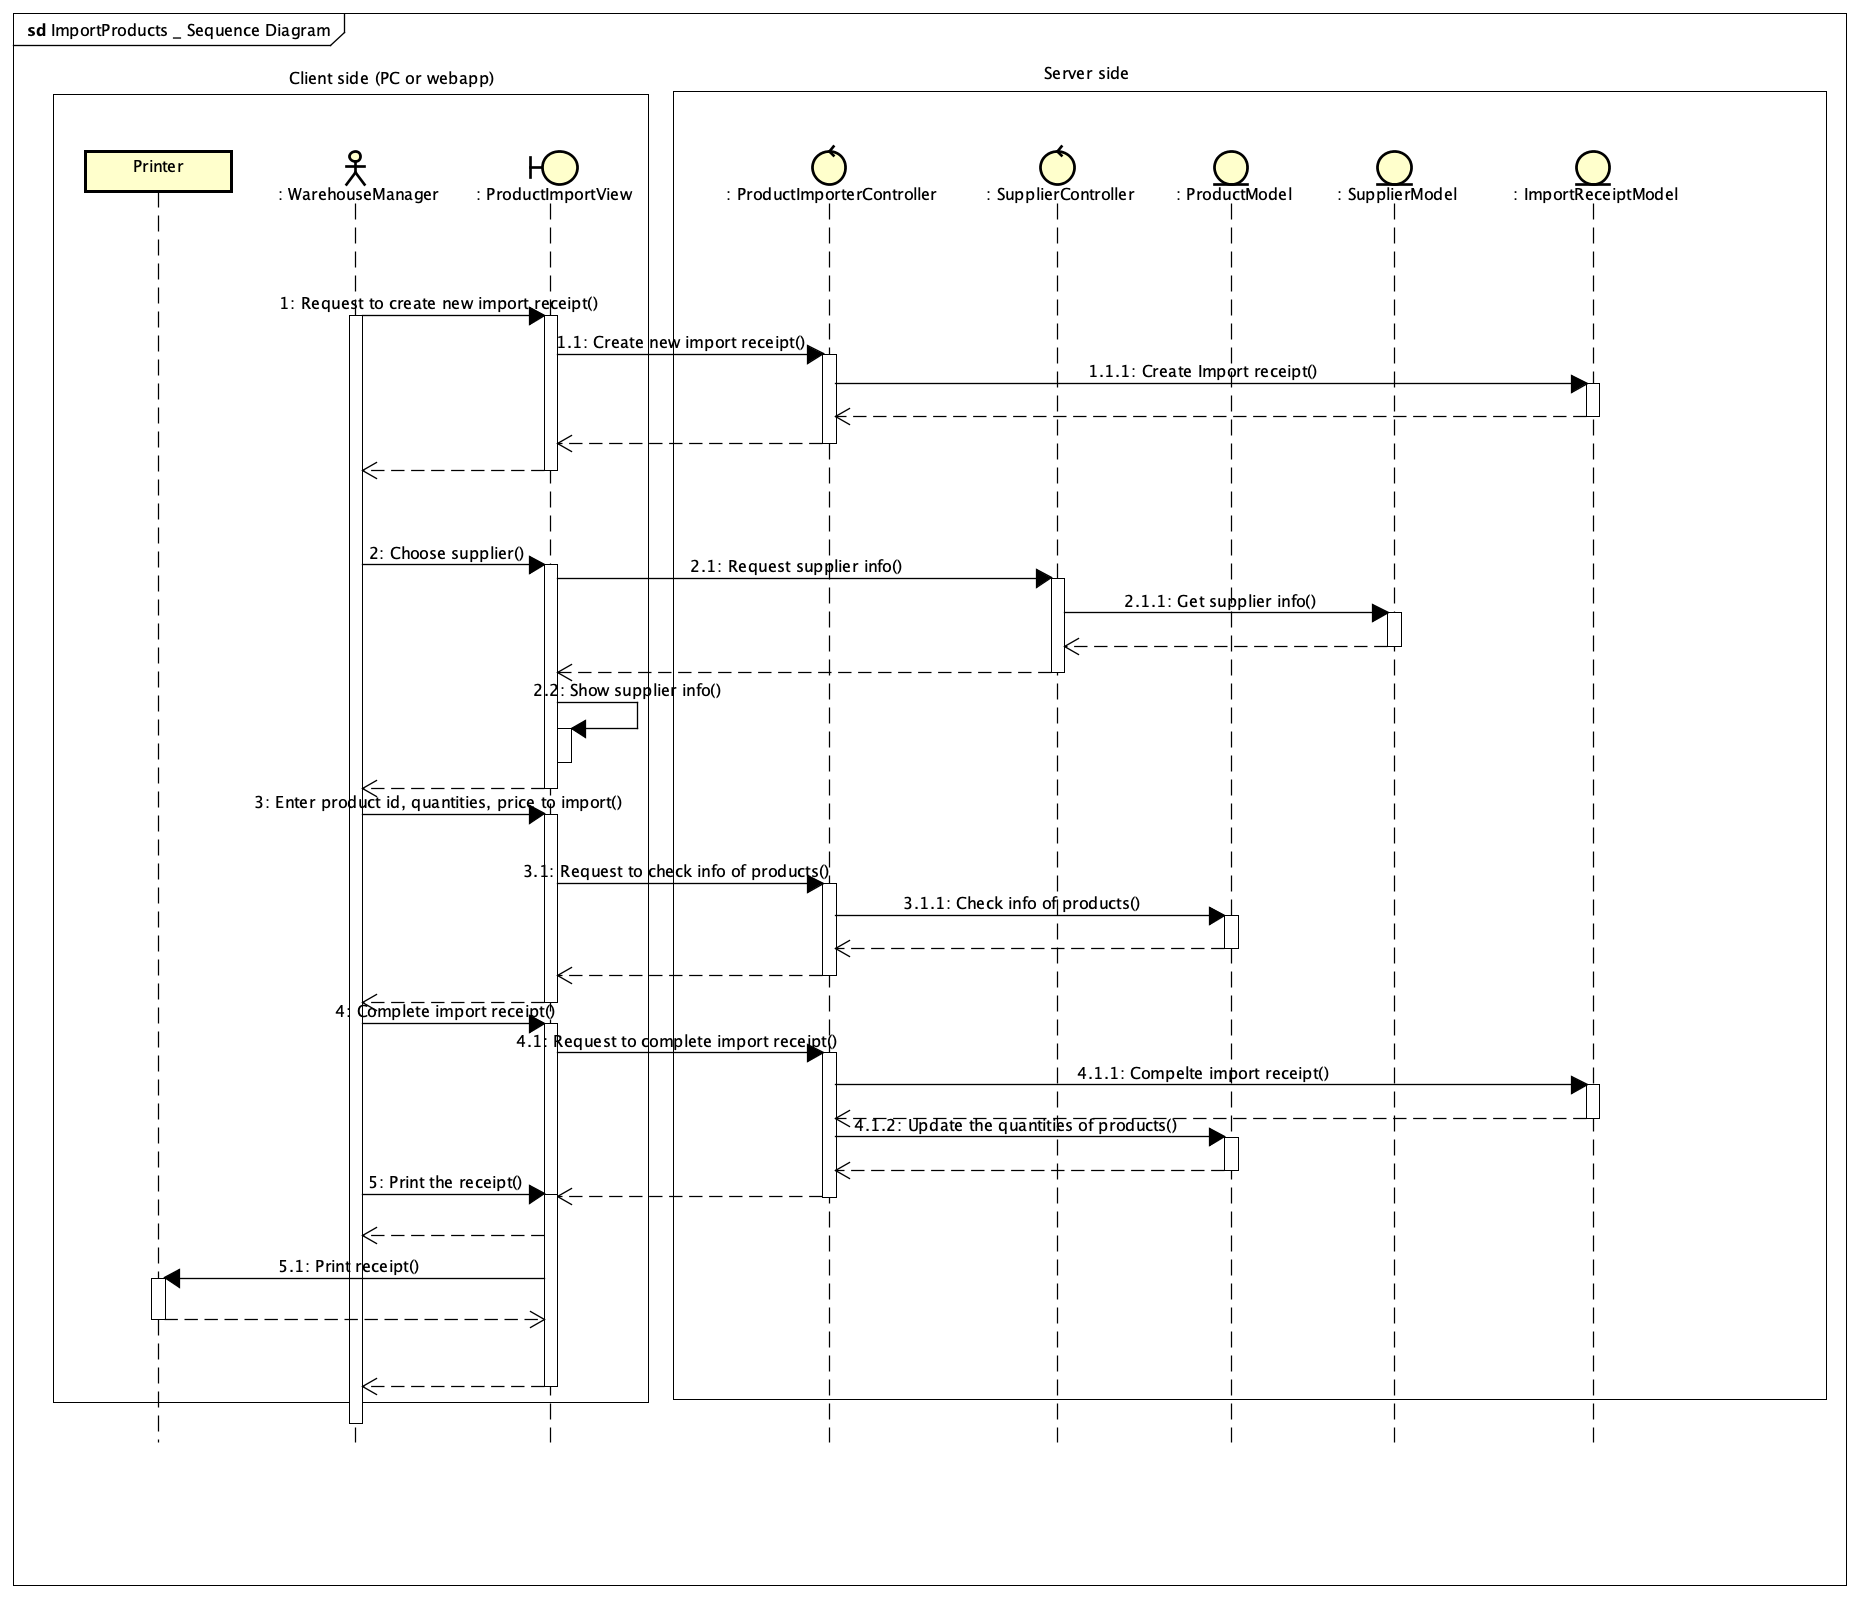 sd ImportProducts _ Sequence Diagram
Client side (PC or webapp)
Server side
Printer
: WarehouseManager
: ProductImportView
: ProductImporterController
: SupplierController
: ProductModel
: SupplierModel
: ImportReceiptModel
1: Request to create new import receipt()
1.1: Create new import receipt()
1.1.1: Create Import receipt()
2: Choose supplier()
2.1: Request supplier info()
2.1.1: Get supplier info()
2.2: Show supplier info()
3: Enter product id, quantities, price to import()
3.1: Request to check info of products()
3.1.1: Check info of products()
4: Complete import receipt()
4.1: Request to complete import receipt()
4.1.1: Compelte import receipt()
4.1.2: Update the quantities of products()
5: Print the receipt()
5.1: Print receipt()